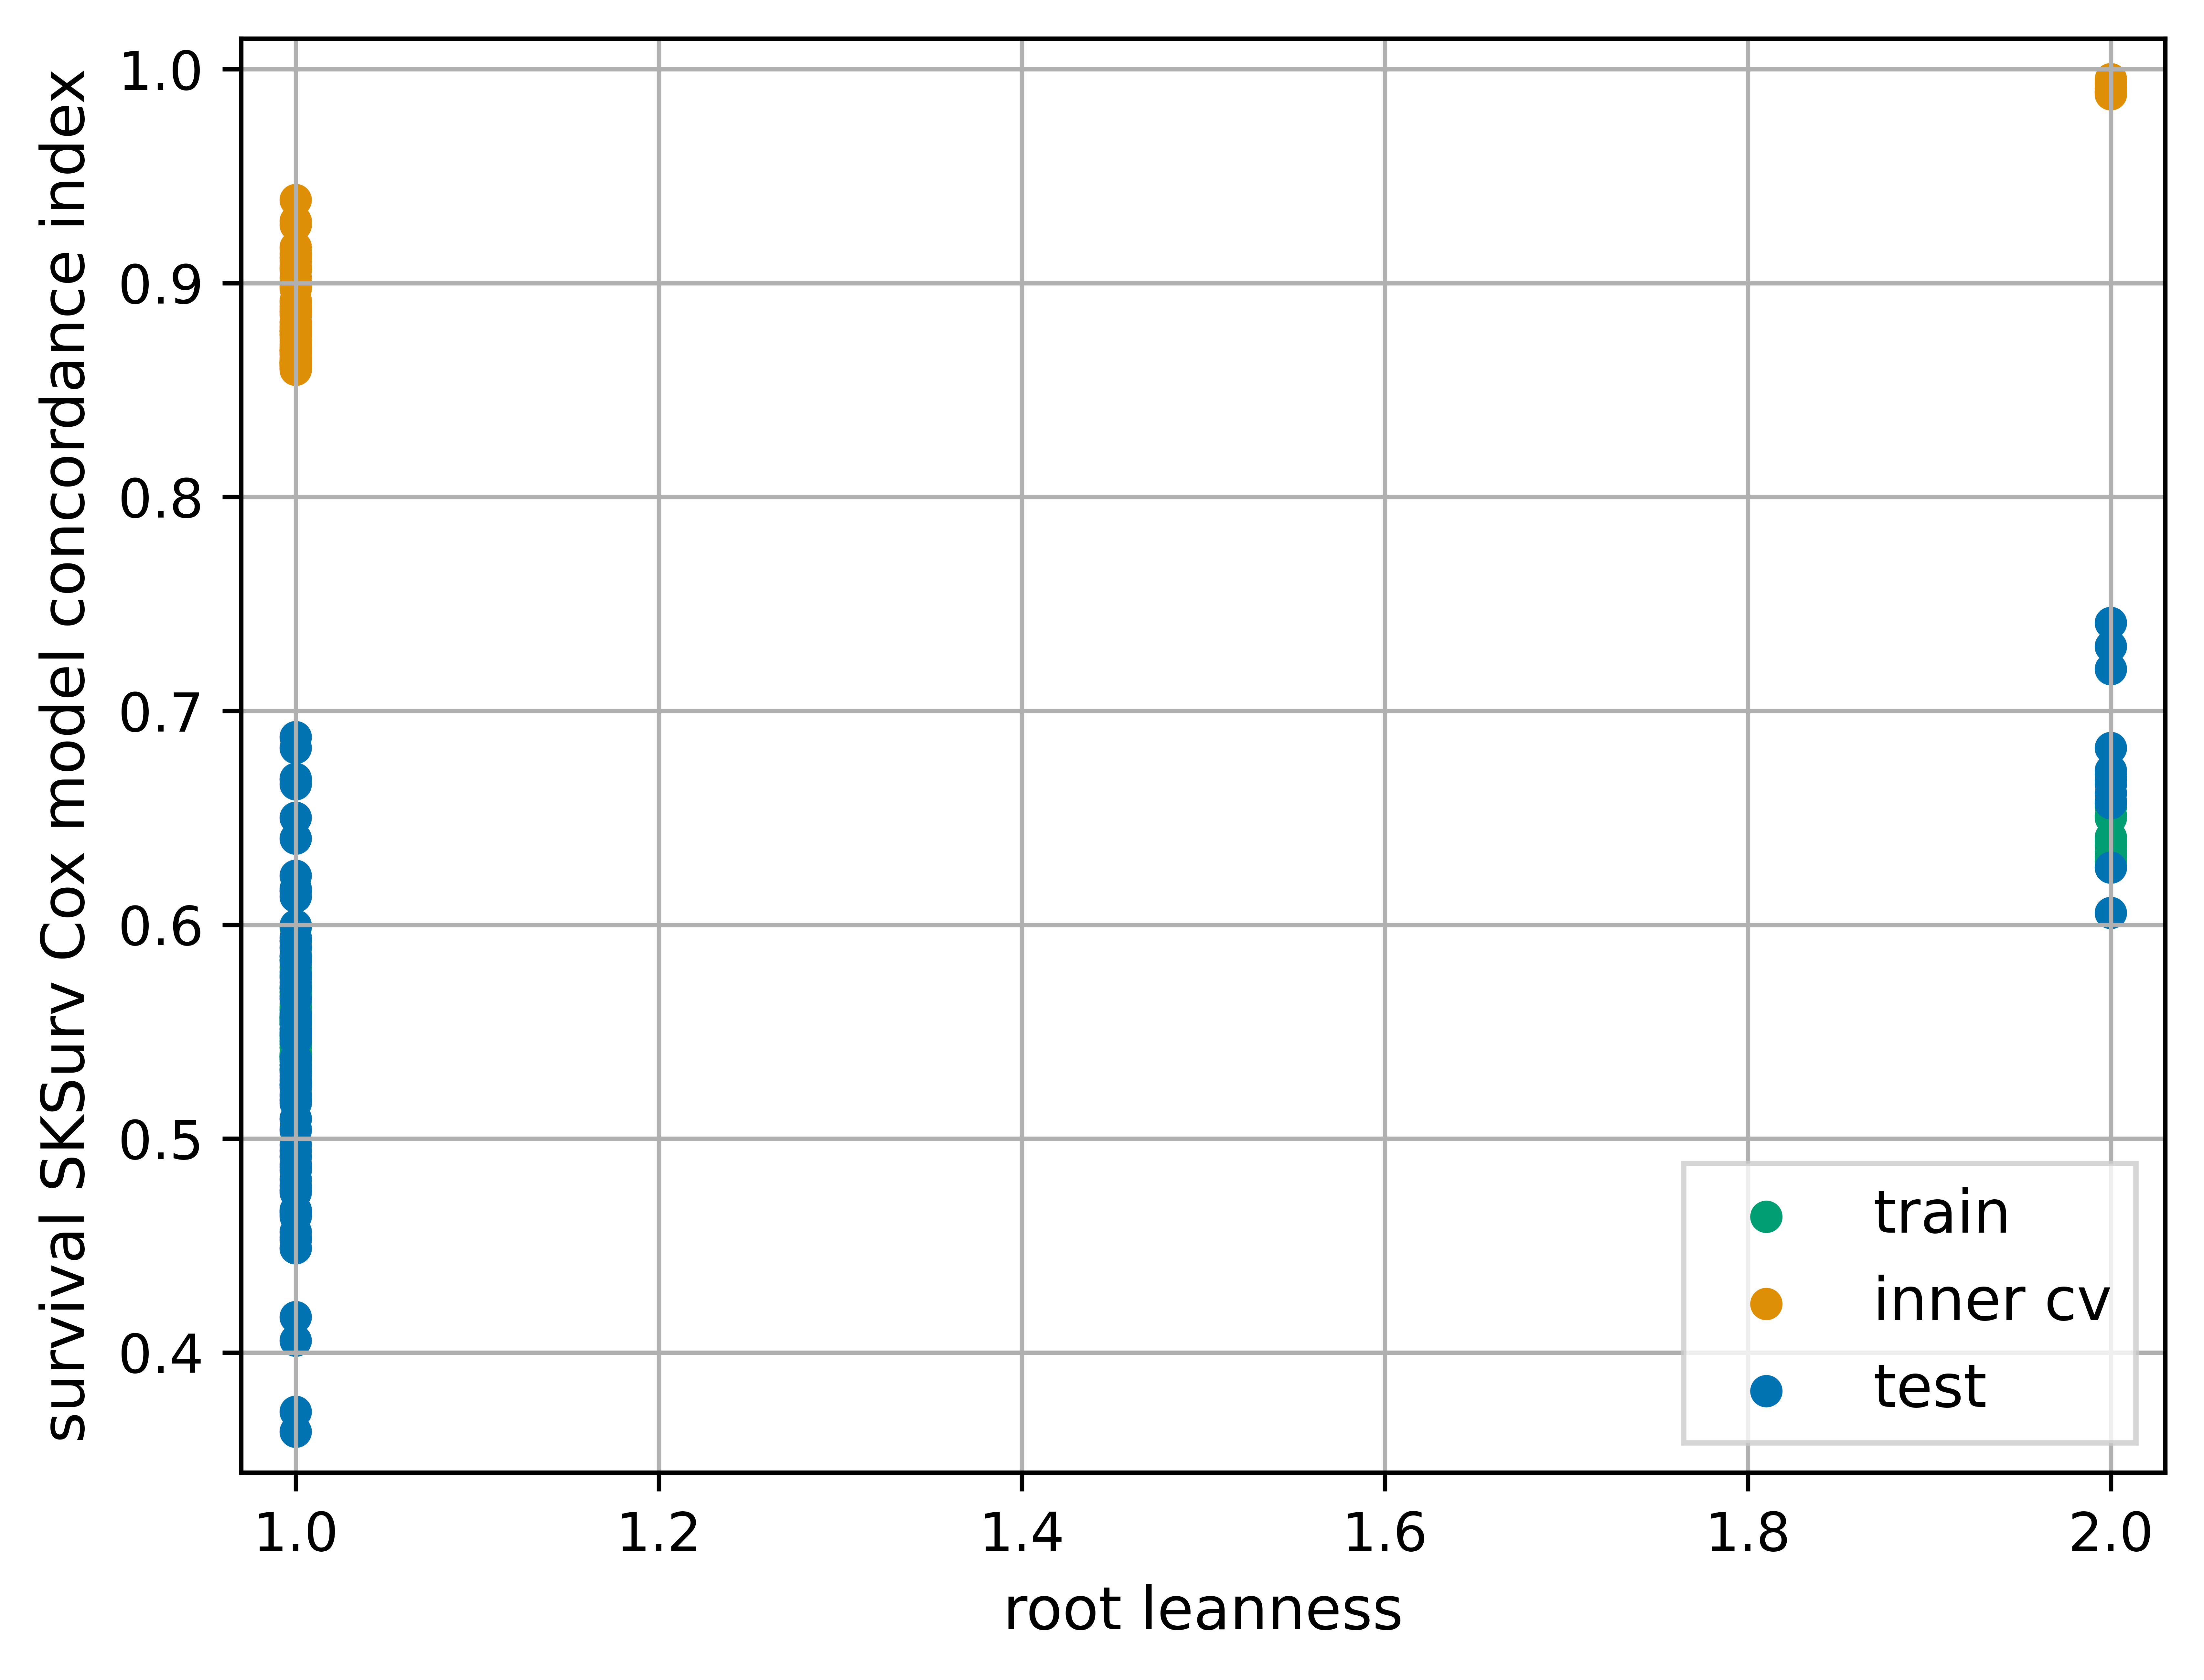 survival SKSurv Cox model concordance index
1.0
0.9
0.8
0.7
0.6
0.5
0.4
train
inner cv
test
1.0 1.2 1.4 1.6 1.8 2.0
root leanness